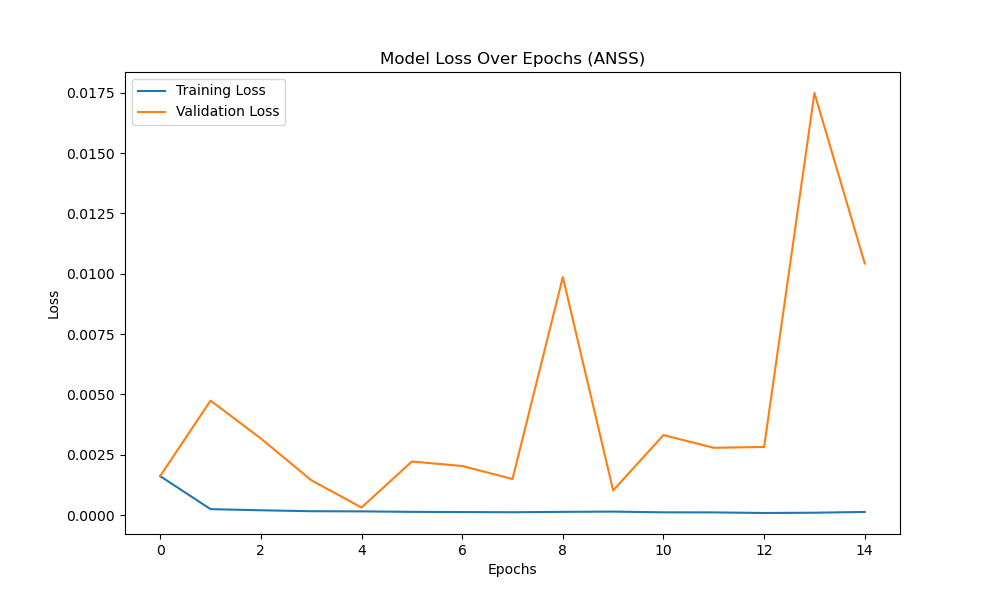 Model Loss Over Epochs (ANSS)
Training Loss
Validation Loss
0.0175
0.0150
0.0125
0.0100
0.0075
0.0050
0.0025
0.0000
Loss
0 2 4 6 8 10 12 14
Epochs